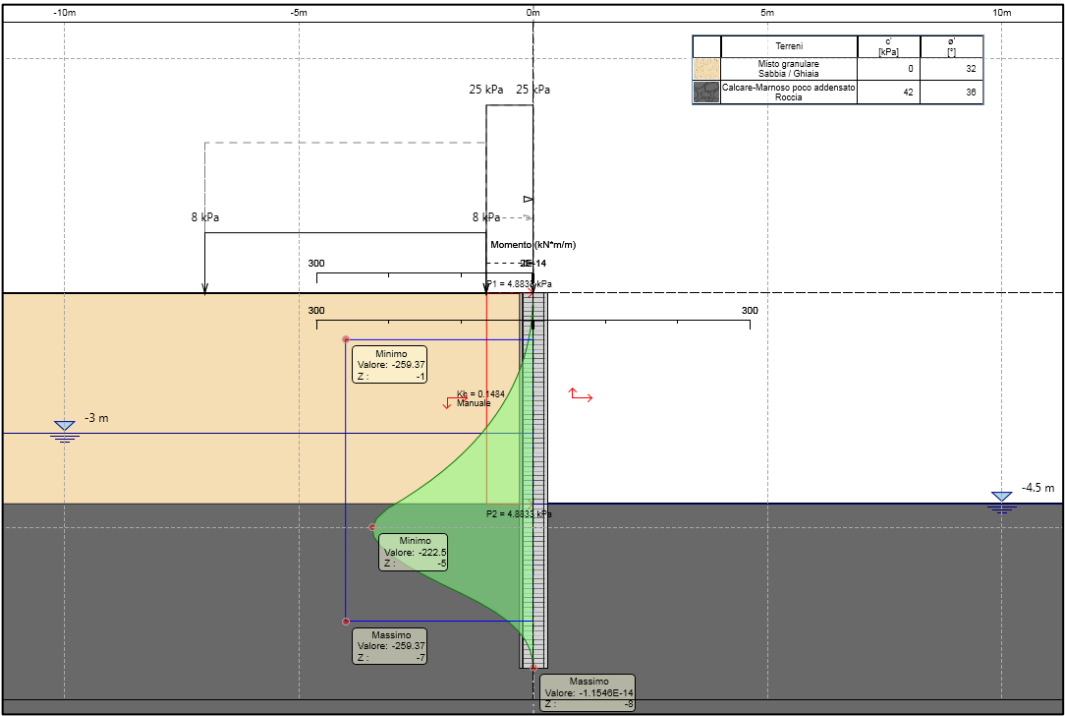 -10m
-5m
0m
5m
10m
Terreni
c'
[kPa]
ø'
[°]
Misto granulare
Sabbia / Ghiaia
0
32
Calcare-Marnoso poco addensato
Roccia
42
36
25 kPa
25 kPa
8 kPa
8 kPa
Momento (kN*m/m)
300
P1 = 4.8833 kPa
300
300
Minimo
Valore: -259.37
Z : -1
Kh = 0.1484
Manuale
-3 m
-4.5 m
P2 = 4.8833 kPa
Minimo
Valore: -222.5
Z : -5
Massimo
Valore: -259.37
Z : -7
Massimo
Valore: -1.1546E-14
Z : -8